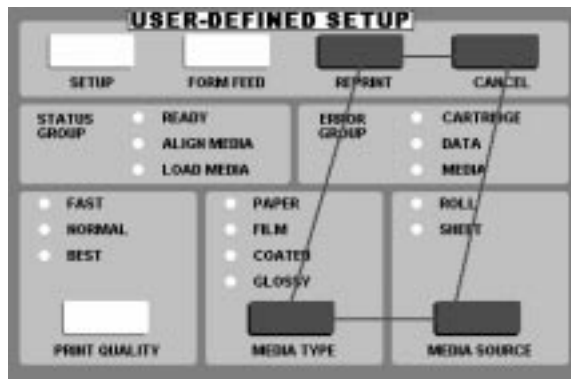 USER-DEFINED SETUP
SETUP
FORM FEED
REPRINT
CANCEL
STATUS GROUP
READY
ALIGN MEDIA
LOAD MEDIA
ERROR GROUP
CARTRIDGE
DATA
MEDIA
FAST
NORMAL
BEST
PRINT QUALITY
PAPER
FILM
COATED
GLOSSY
MEDIA TYPE
ROLL
SHEET
MEDIA SOURCE